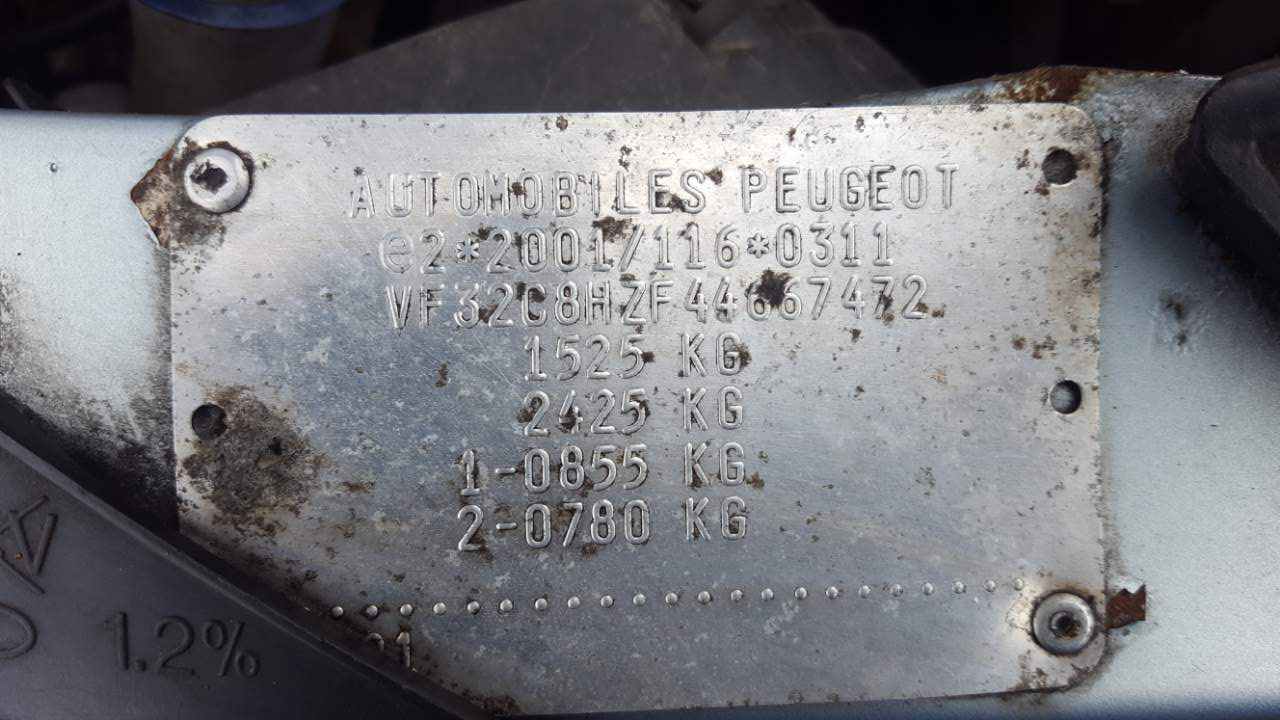 AUTOMOBILES PEUGEOT
e2*2001/116*0311
VF32C8HZF44667472
1525 KG
2425 KG
1-0855 KG
2-0780 KG
1.2%